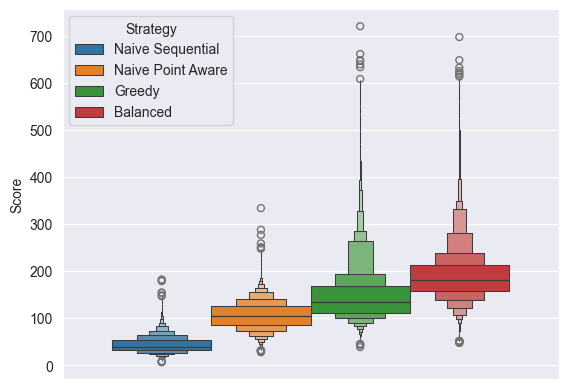 Strategy
Naive Sequential
Naive Point Aware
Greedy
Balanced
Score
700
600
500
400
300
200
100
0